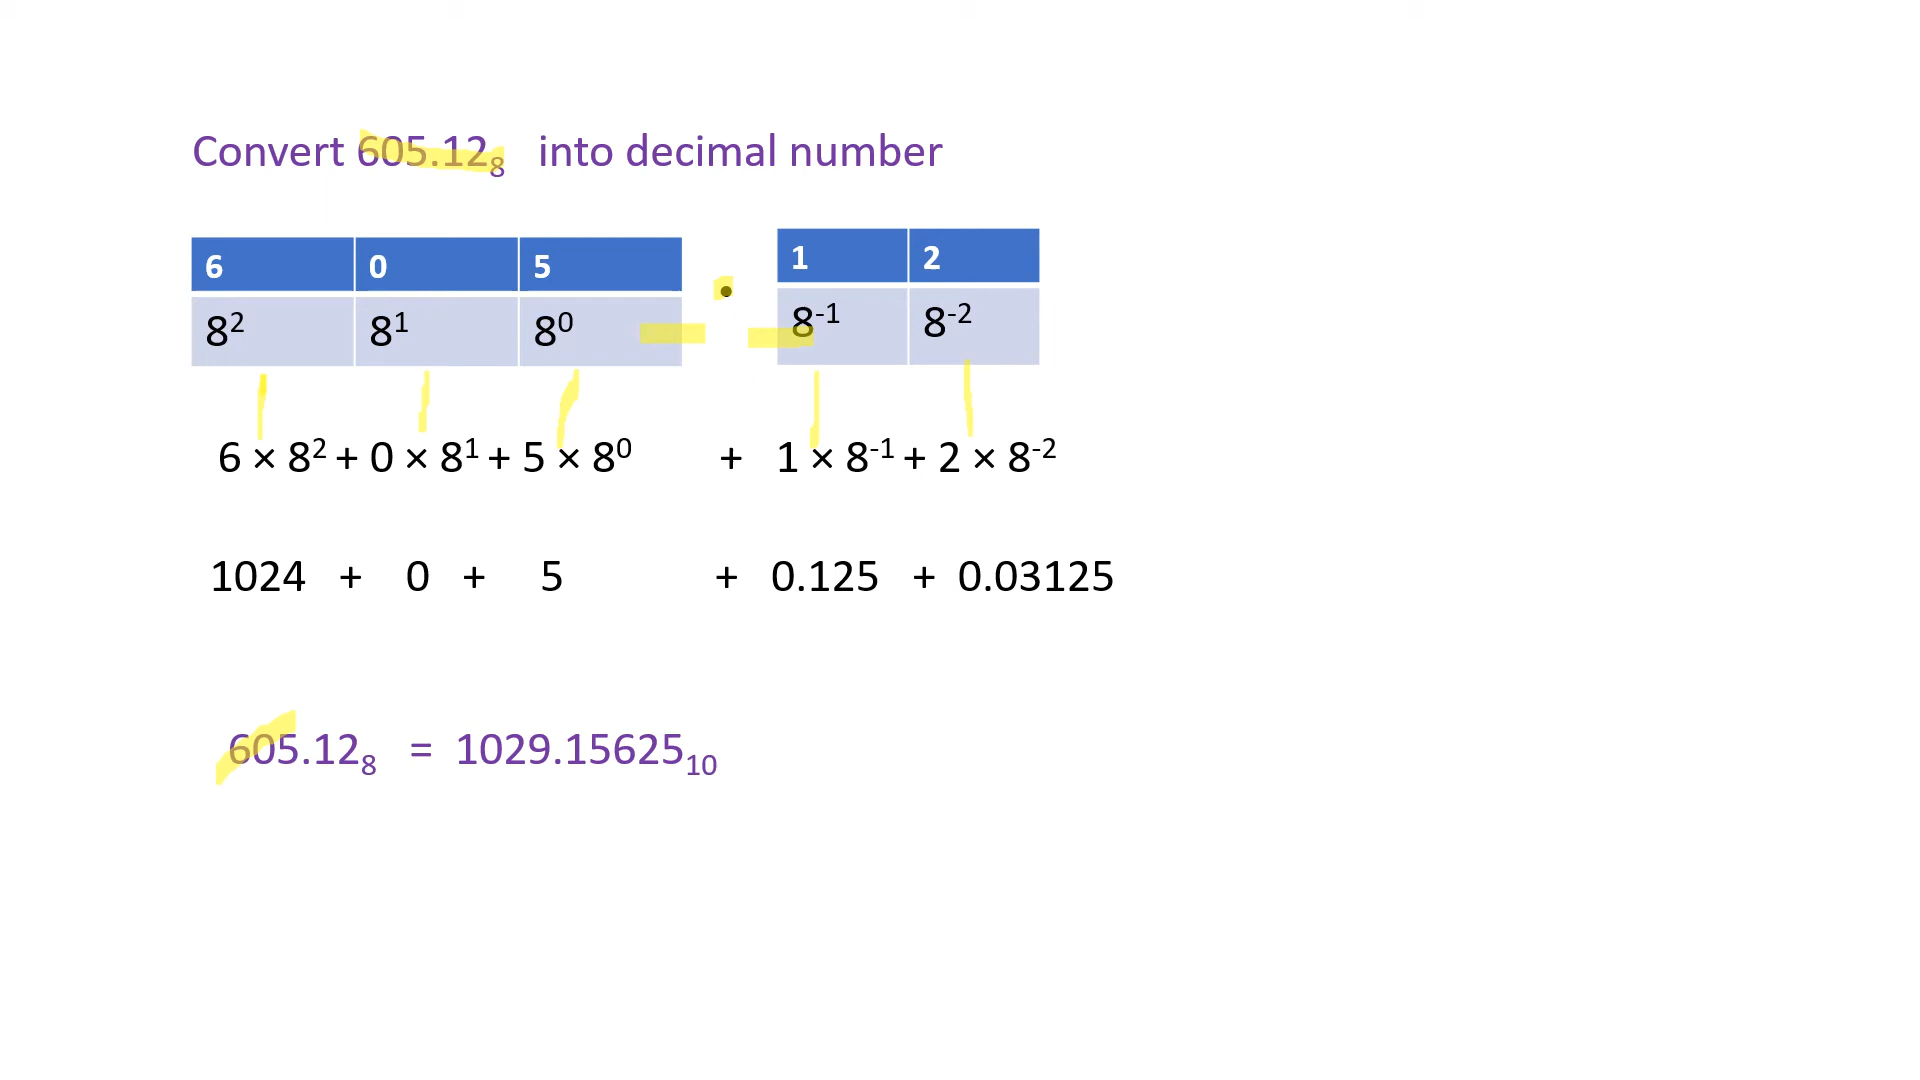 Convert 605.12₈ into decimal number
6 0 5 . 1 2
8² 8¹ 8⁰ 8⁻¹ 8⁻²
6 × 8² + 0 × 8¹ + 5 × 8⁰ + 1 × 8⁻¹ + 2 × 8⁻²
1024 + 0 + 5 + 0.125 + 0.03125
605.12₈ = 1029.15625₁₀